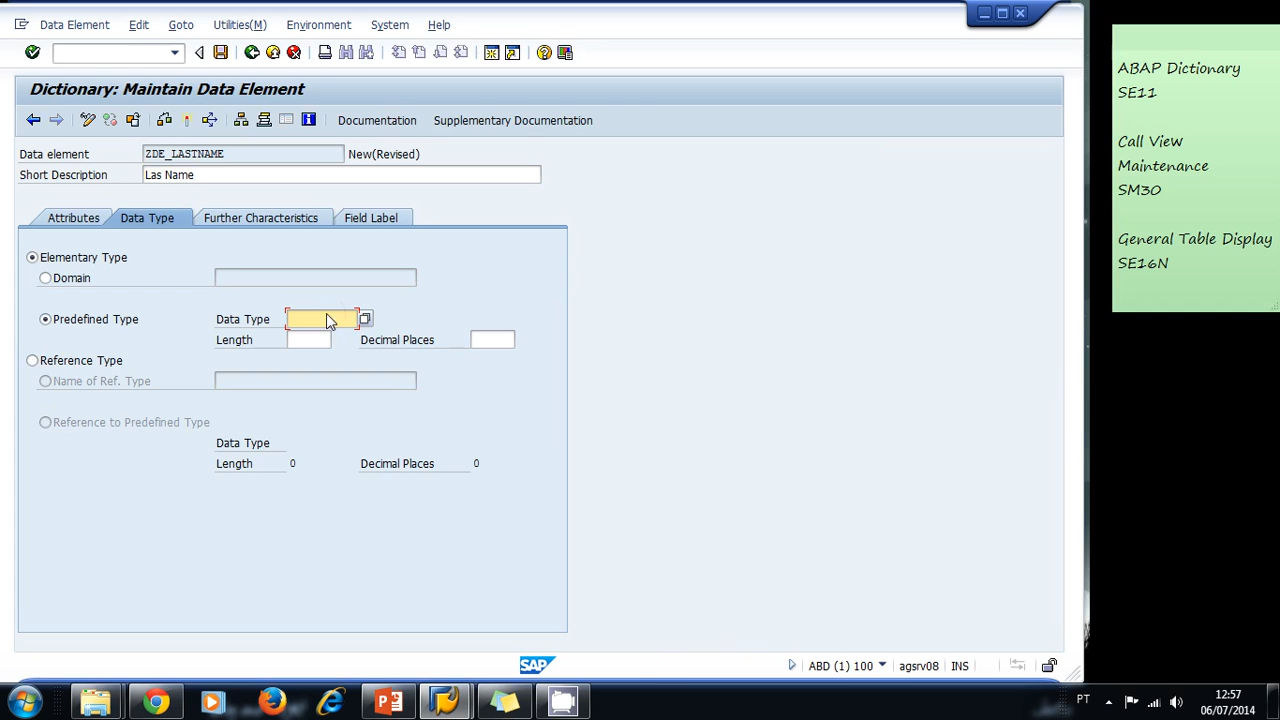 Data Element Edit Goto Utilities(M) Environment System Help
Dictionary: Maintain Data Element
Documentation Supplementary Documentation
Data element ZDE_LASTNAME New(Revised)
Short Description Las Name
Attributes Data Type Further Characteristics Field Label
Elementary Type
Domain
Predefined Type Data Type
Length Decimal Places
Reference Type
Name of Ref. Type
Reference to Predefined Type
Data Type
Length 0 Decimal Places 0
SAP ABD (1) 100 agsrv08 INS
ABAP Dictionary
SE11
Call View
Maintenance
SM30
General Table Display
SE16N
PT 12:57
06/07/2014